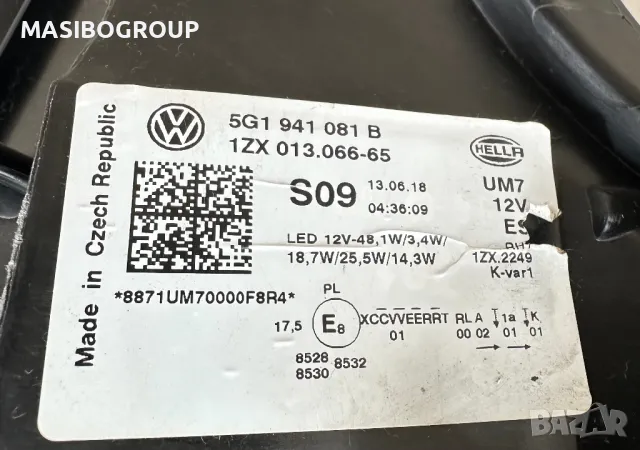 MASIBOGROUP
Made in Czech Republic
5G1 941 081 B
1ZX 013.066-65
HELLA
S09
13.06.18
04:36:09
UM7
12V
LED 12V-48,1W/3,4W/
18,7W/25,5W/14,3W
1ZX.2249
K-var1
*8871UM70000F8R4*
PL
17,5 E8 XCCVVEERRT RL A 1a K
01 00 02 01 01
8528 8532
8530
BAZAR